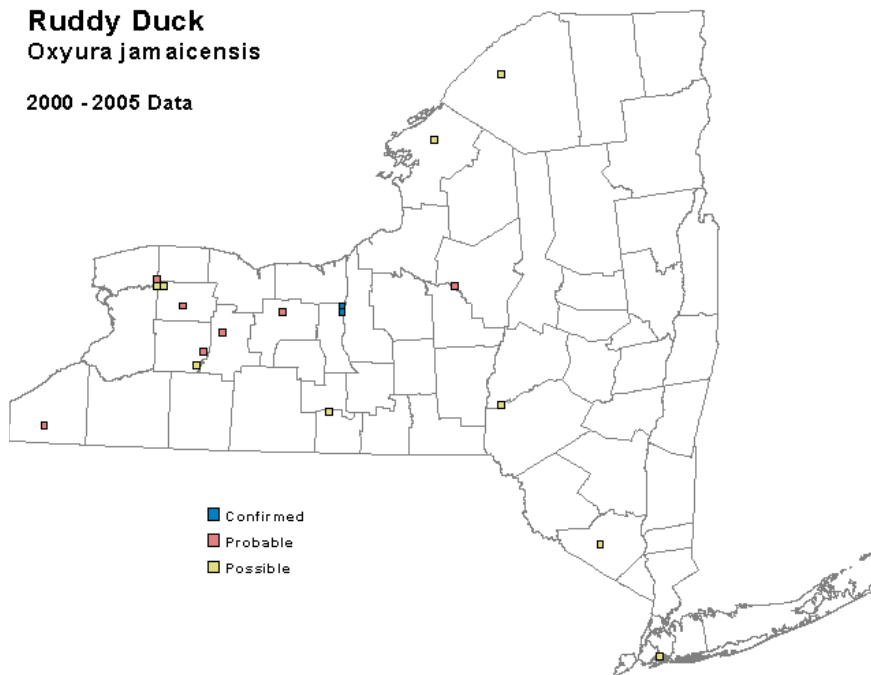 Ruddy Duck
Oxyura jamaicensis
2000 - 2005 Data
Confirmed
Probable
Possible